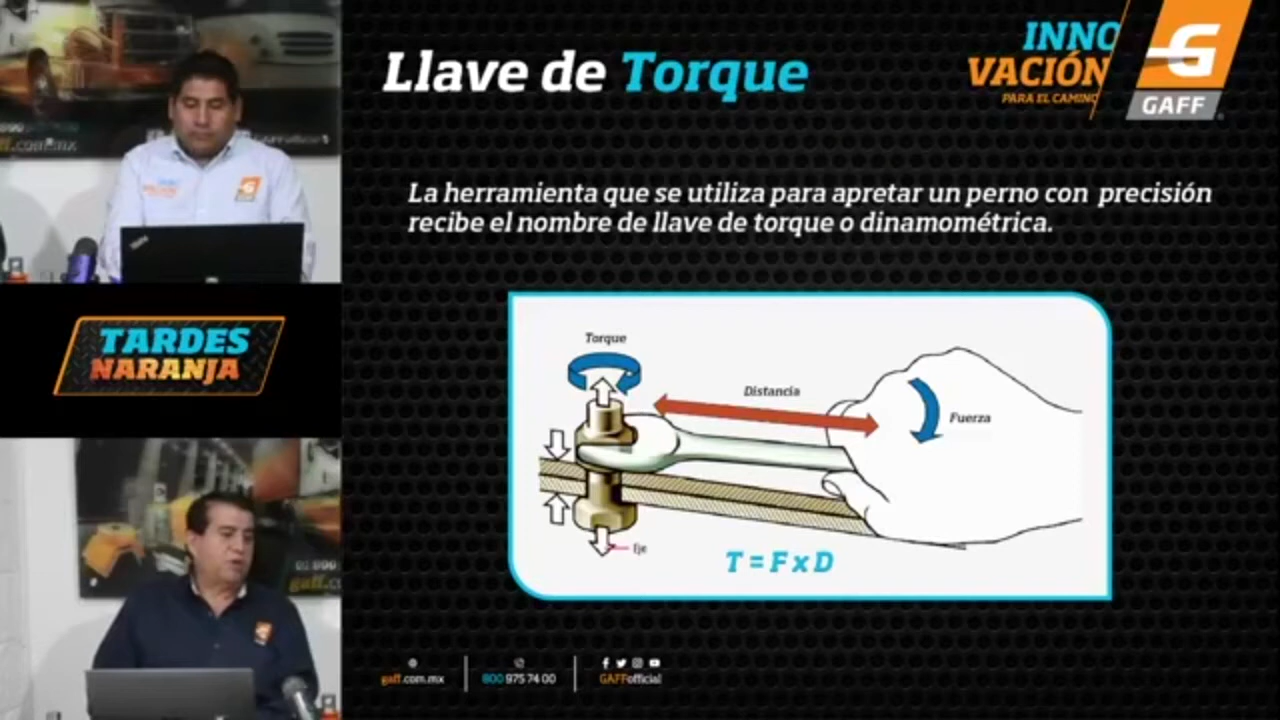 Llave de Torque
INNO
VACIÓN
PARA EL CAMINO
GAFF
La herramienta que se utiliza para apretar un perno con precisión
recibe el nombre de llave de torque o dinamométrica.
Torque
Distancia
Fuerza
Eje
T = F x D
TARDES
NARANJA
gaff.com.mx
800 975 74 00
GAFFofficial